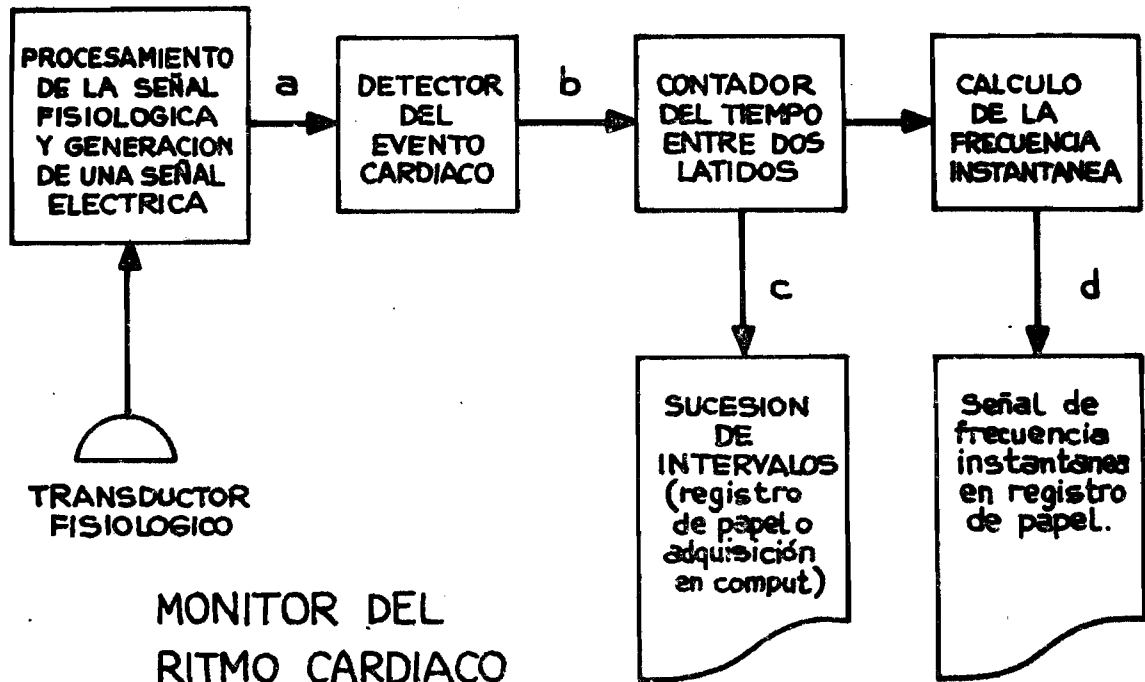 PROCESAMIENTO
DE LA SEÑAL
FISIOLOGICA
Y GENERACION
DE UNA SEÑAL
ELECTRICA
a
DETECTOR
DEL
EVENTO
CARDIACO
b
CONTADOR
DEL TIEMPO
ENTRE DOS
LATIDOS
CALCULO
DE LA
FRECUENCIA
INSTANTANEA
c
d
TRANSDUCTOR
FISIOLOGICO
SUCESION
DE
INTERVALOS
(registro
de papel o
adquisición
en comput)
Señal de
frecuencia
instantanea
en registro
de papel.
MONITOR DEL
RITMO CARDIACO